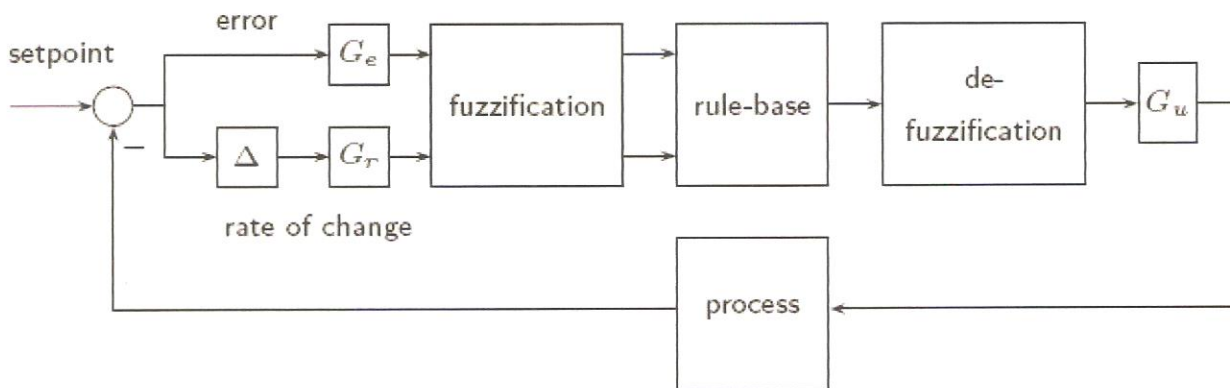 error
setpoint
G_e
fuzzification
rule-base
de-
fuzzification
G_u
−
Δ
G_r
rate of change
process